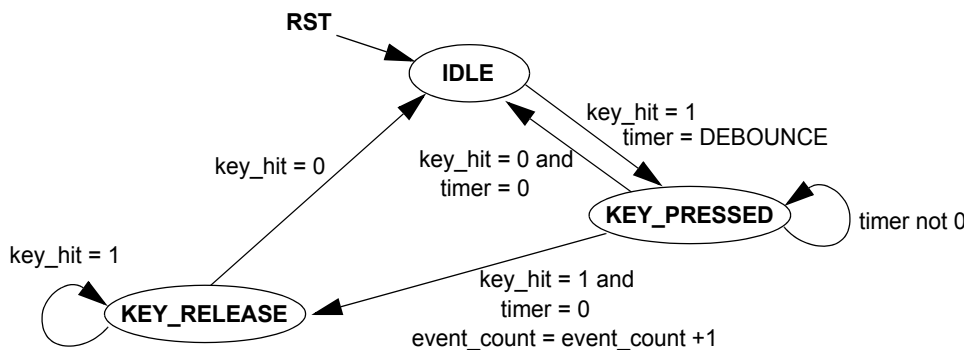 RST
IDLE
key_hit = 1
timer = DEBOUNCE
key_hit = 0
key_hit = 0 and
timer = 0
KEY_PRESSED
timer not 0
key_hit = 1
KEY_RELEASE
key_hit = 1 and
timer = 0
event_count = event_count +1